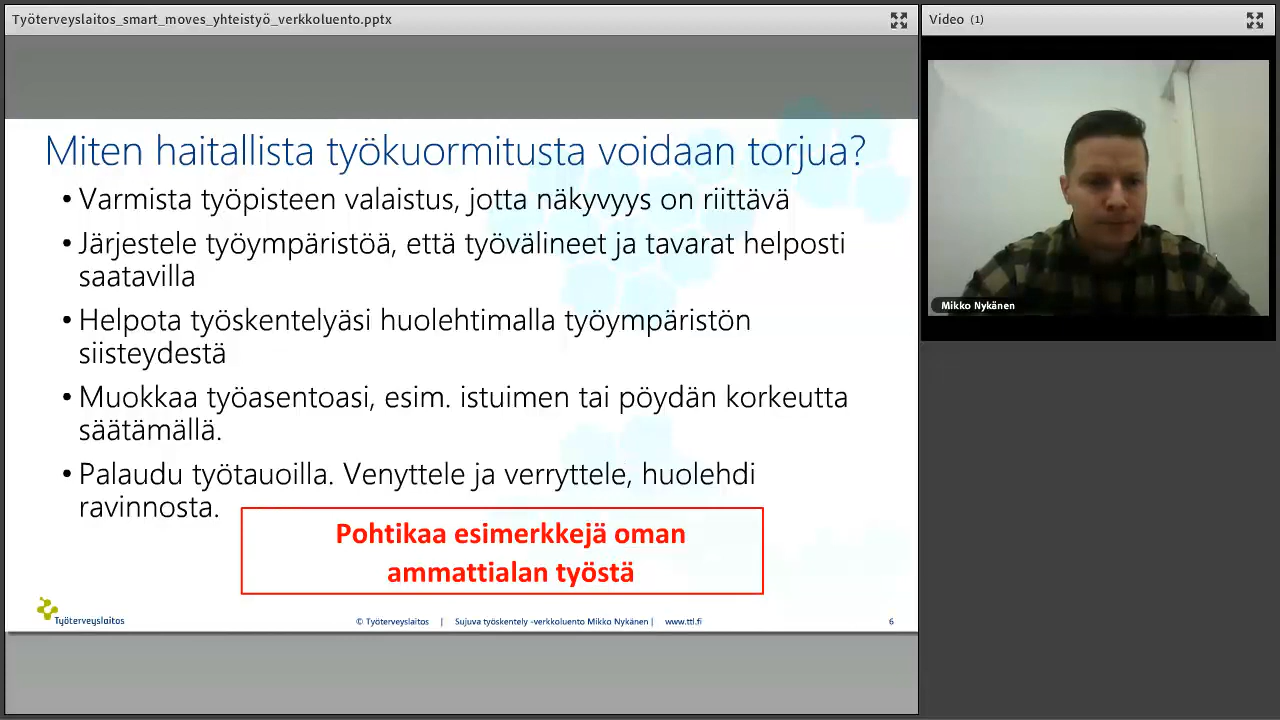 Työterveyslaitos_smart_moves_yhteistyö_verkkoluento.pptx
Video (1)
Miten haitallista työkuormitusta voidaan torjua?
• Varmista työpisteen valaistus, jotta näkyvyys on riittävä
• Järjestele työympäristöä, että työvälineet ja tavarat helposti
saatavilla
• Helpota työskentelyäsi huolehtimalla työympäristön
siisteydestä
• Muokkaa työasentoasi, esim. istuimen tai pöydän korkeutta
säätämällä.
• Palaudu työtauoilla. Venyttele ja verryttele, huolehdi
ravinnosta.
Pohtikaa esimerkkejä oman
ammattialan työstä
Työterveyslaitos
© Työterveyslaitos | Sujuva työskentely -verkkoluento Mikko Nykänen | www.ttl.fi
6
Mikko Nykänen